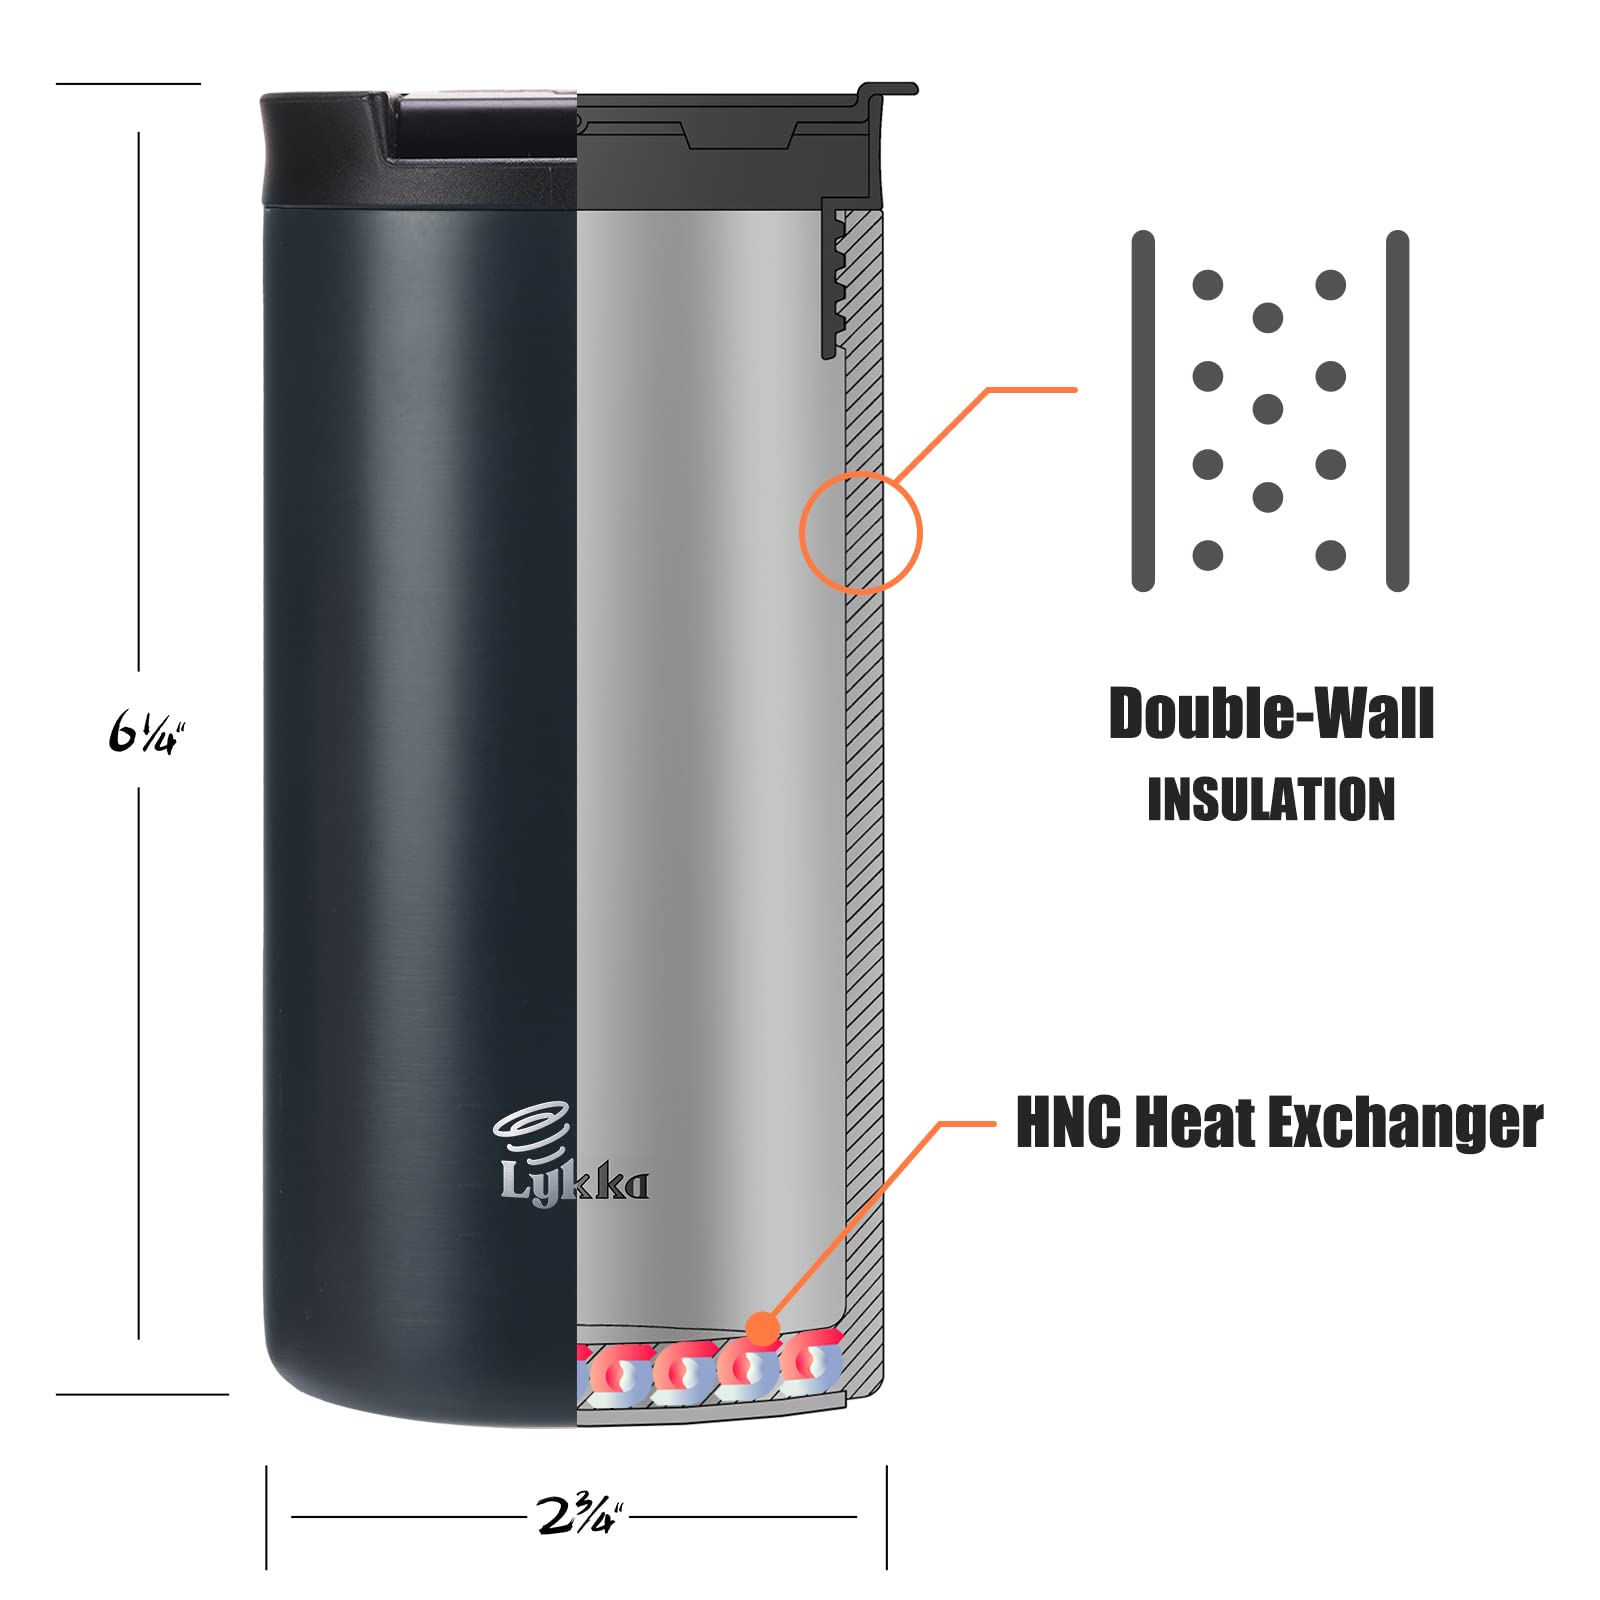 6¼"
Double-Wall
INSULATION
HNC Heat Exchanger
Lykka
2¾"